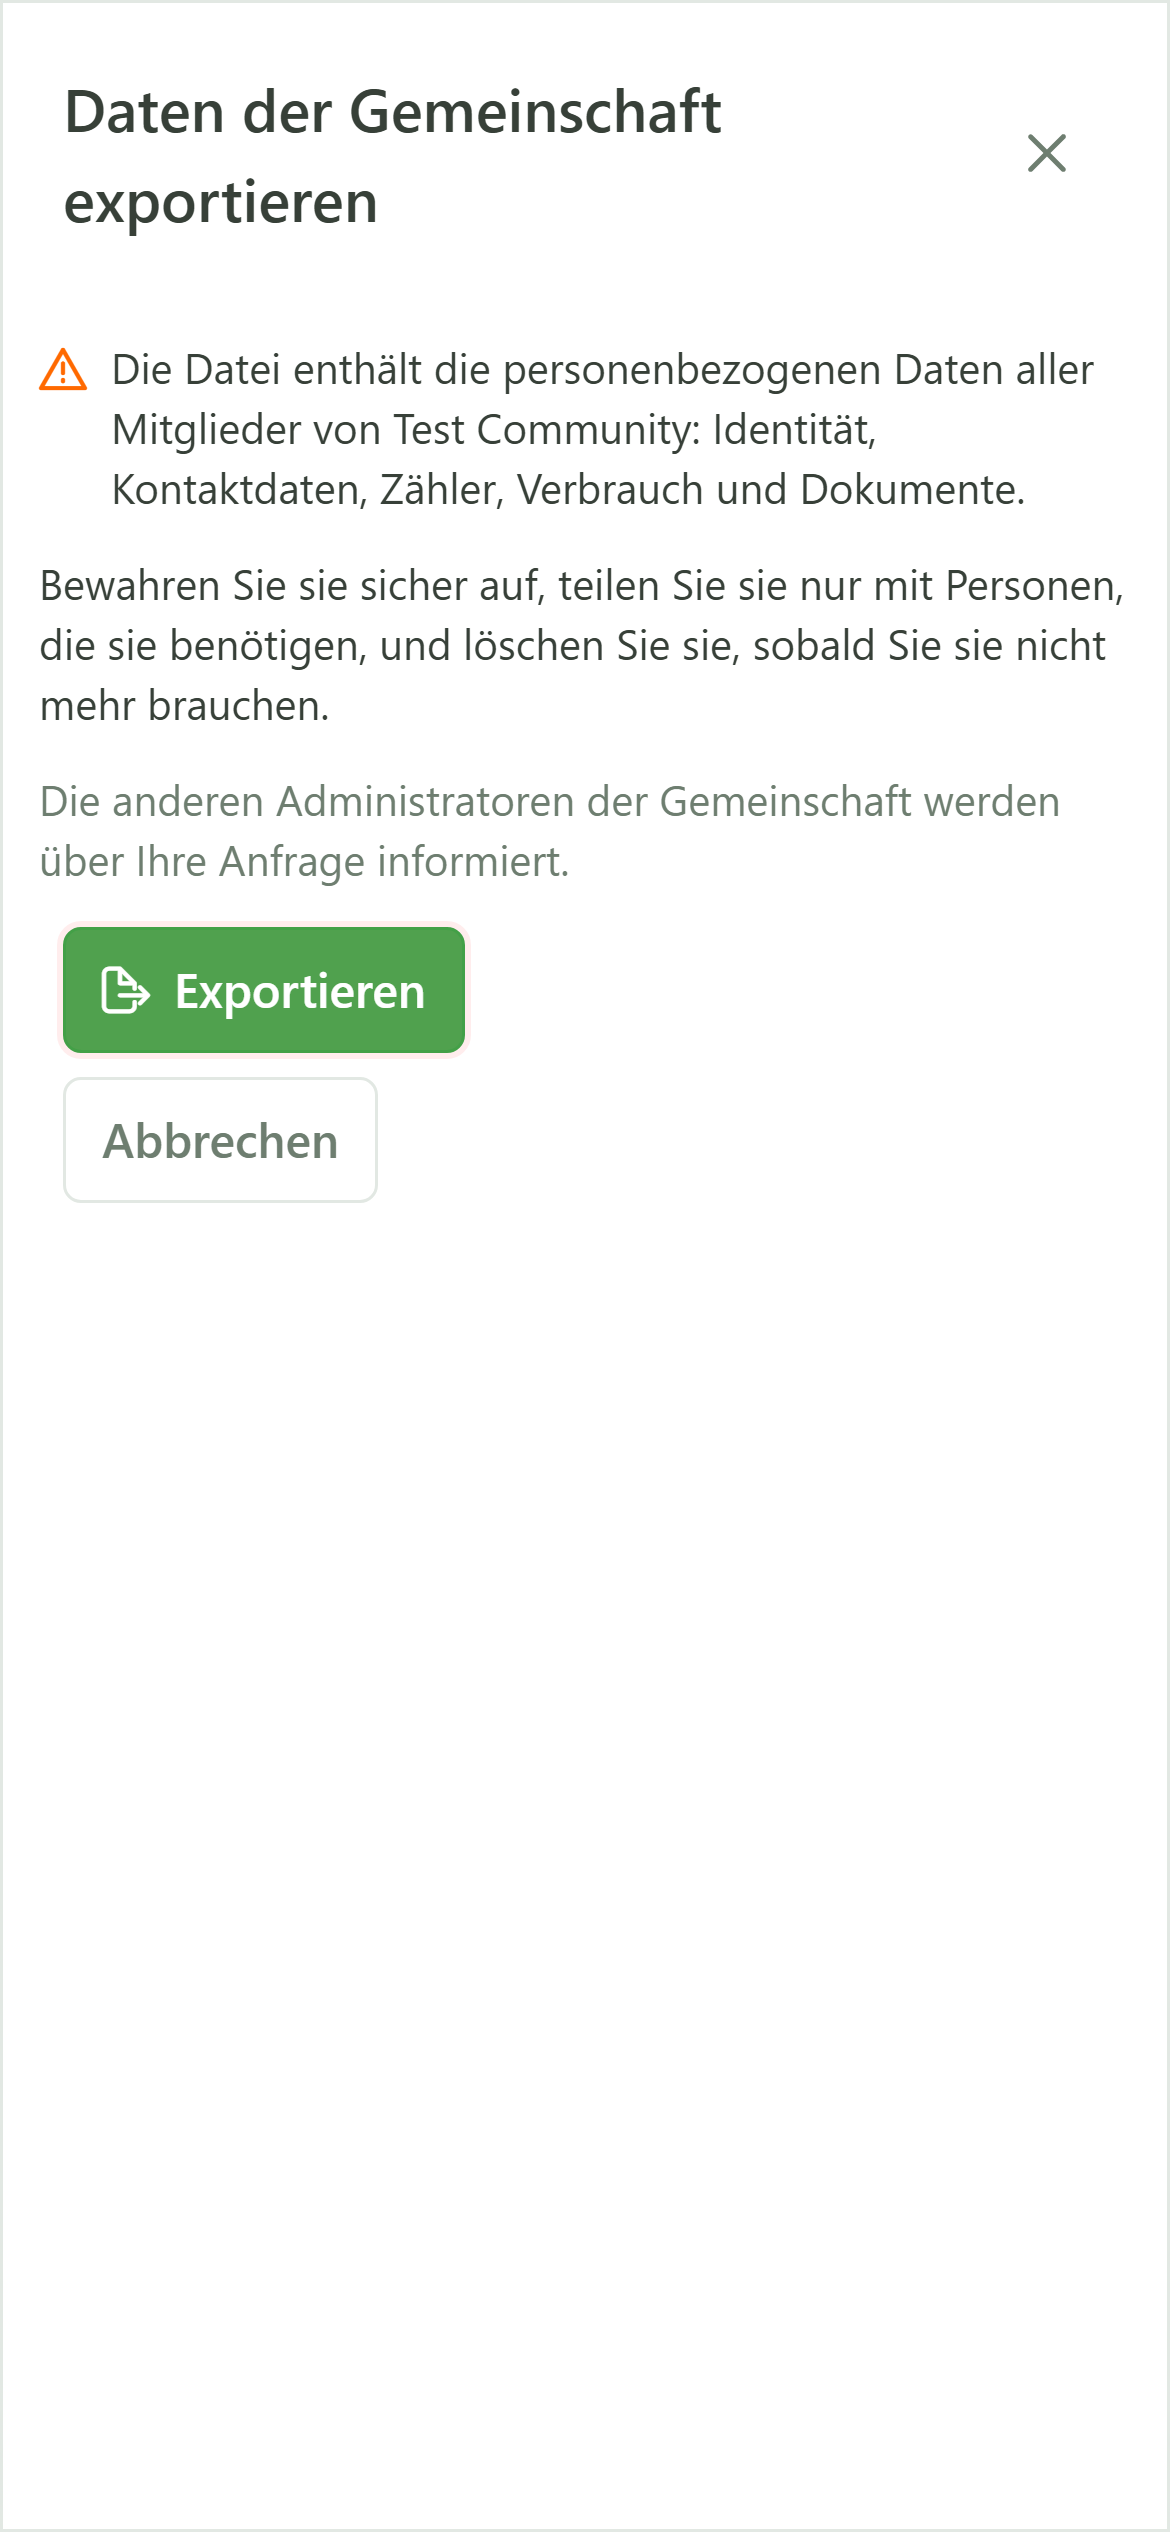 Daten der Gemeinschaft
exportieren
Die Datei enthält die personenbezogenen Daten aller
Mitglieder von Test Community: Identität,
Kontaktdaten, Zähler, Verbrauch und Dokumente.
Bewahren Sie sie sicher auf, teilen Sie sie nur mit Personen,
die sie benötigen, und löschen Sie sie, sobald Sie sie nicht
mehr brauchen.
Die anderen Administratoren der Gemeinschaft werden
über Ihre Anfrage informiert.
Exportieren
Abbrechen